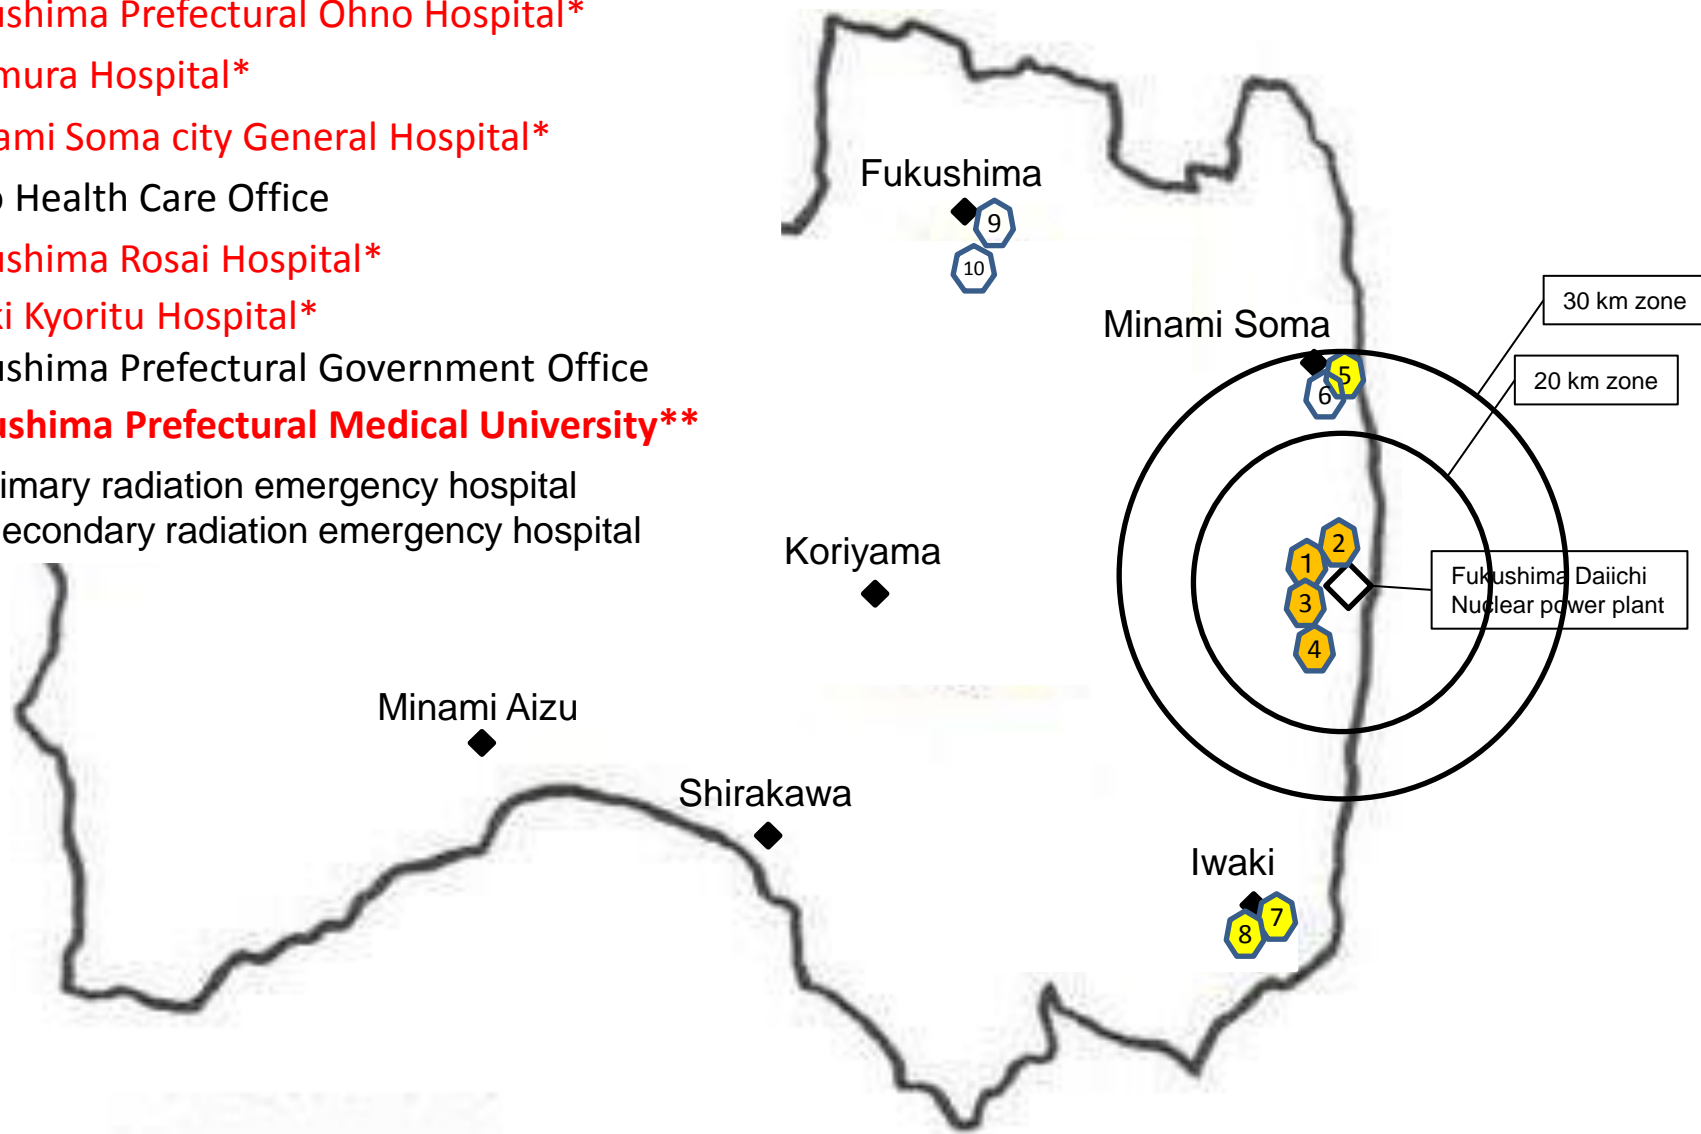 ushima Prefectural Ohno Hospital*
mura Hospital*
ami Soma city General Hospital*
o Health Care Office
ushima Rosai Hospital*
ki Kyoritu Hospital*
ushima Prefectural Government Office
ushima Prefectural Medical University**
rimary radiation emergency hospital
econdary radiation emergency hospital
Fukushima
9
10
Minami Soma
5
6
30 km zone
20 km zone
2
1
3
4
Fukushima Daiichi
Nuclear power plant
Koriyama
Minami Aizu
Shirakawa
Iwaki
7
8